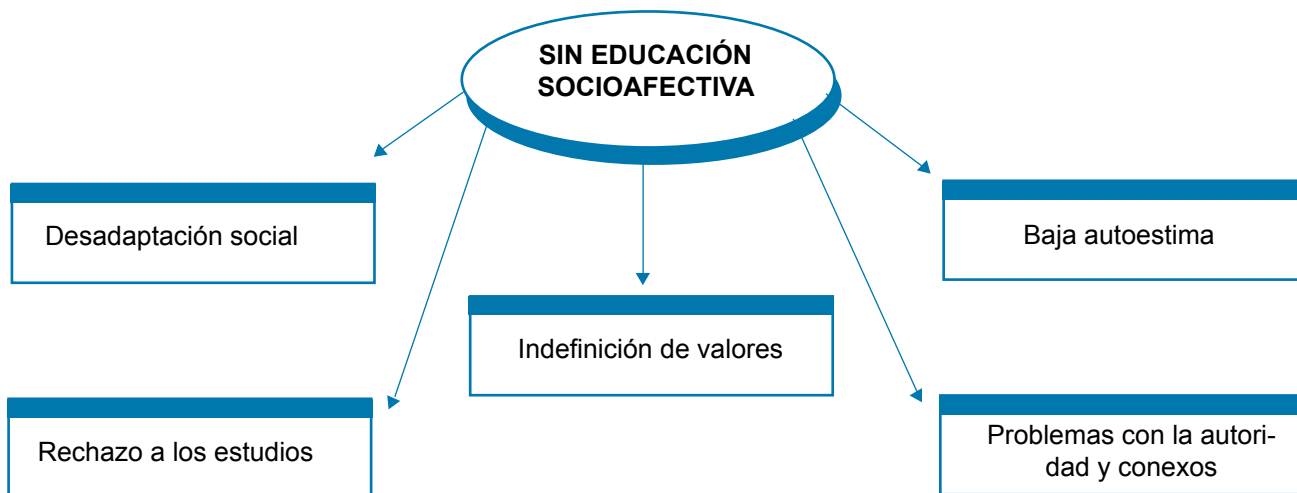 SIN EDUCACIÓN
SOCIOAFECTIVA
Desadaptación social
Baja autoestima
Indefinición de valores
Rechazo a los estudios
Problemas con la autori-
dad y conexos